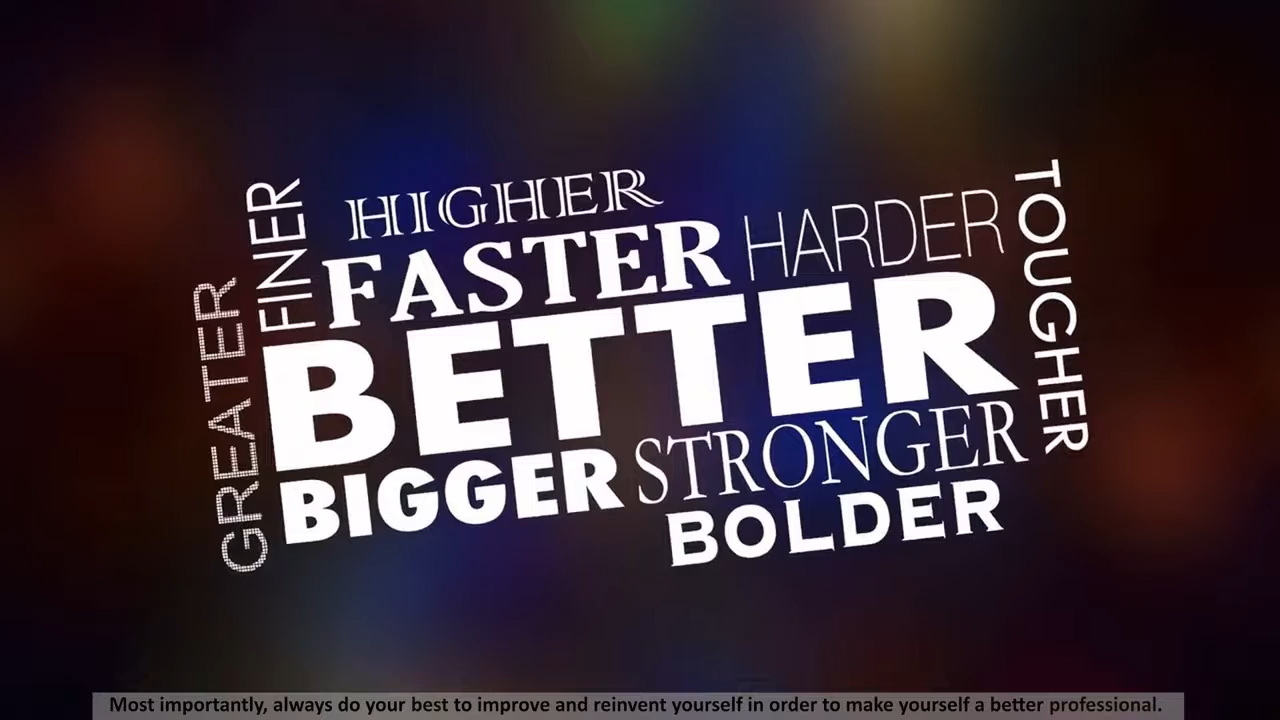 HIGHER
FINER
FASTER
HARDER
TOUGHER
GREATER
BETTER
BIGGER
STRONGER
BOLDER
Most importantly, always do your best to improve and reinvent yourself in order to make yourself a better professional.